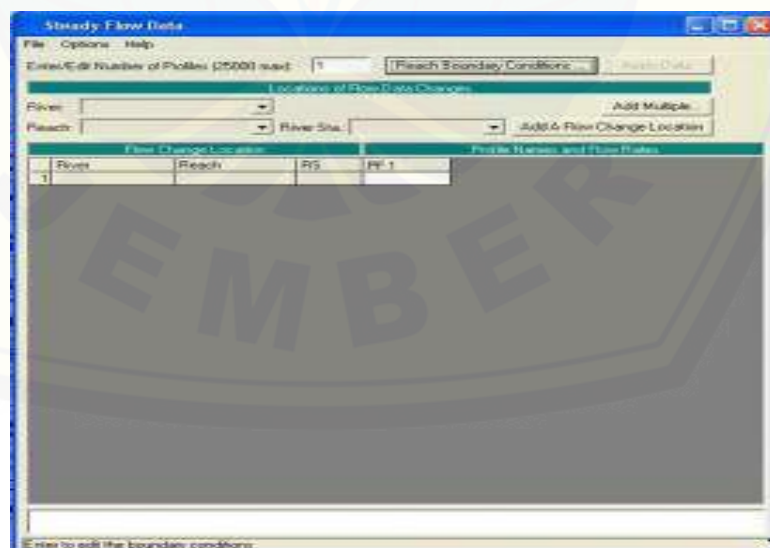 Steady Flow Data
File Options Help
Enter/Edit Number of Profiles (25000 max): 1 Reach Boundary Conditions ... Apply Data
Locations of Flow Data Changes
River: Add Multiple...
Reach: River Sta.: Add A Flow Change Location
Flow Change Location Profile Names and Flow Rates
River Reach RS PF 1
1
Enter to edit the boundary conditions
EMBER